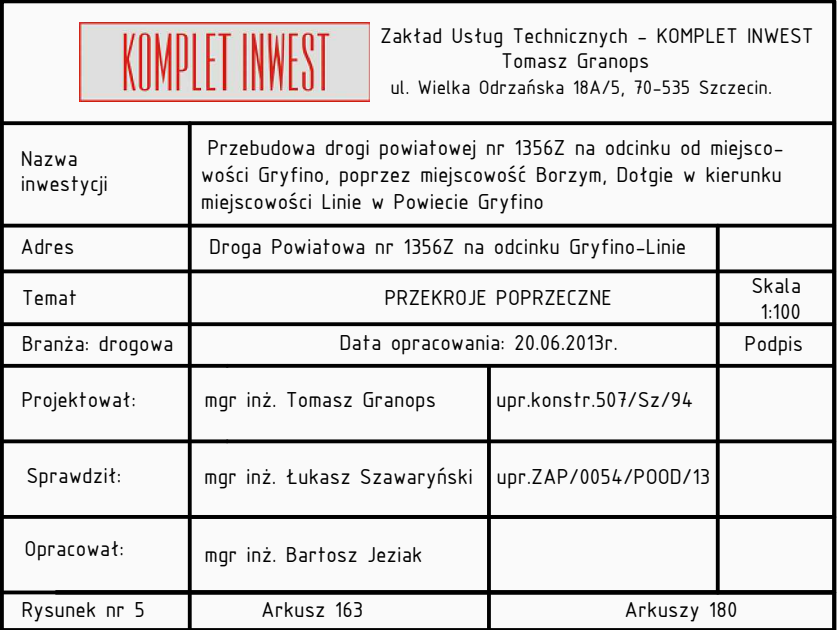 KOMPLET INWEST
Zakład Usług Technicznych - KOMPLET INWEST
Tomasz Granops
ul. Wielka Odrzańska 18A/5, 70-535 Szczecin.
Nazwa
inwestycji
Przebudowa drogi powiatowej nr 1356Z na odcinku od miejsco-
wości Gryfino, poprzez miejscowość Borzym, Dołgie w kierunku
miejscowości Linie w Powiecie Gryfino
Adres
Droga Powiatowa nr 1356Z na odcinku Gryfino-Linie
Temat
PRZEKROJE POPRZECZNE
Skala
1:100
Branża: drogowa
Data opracowania: 20.06.2013r.
Podpis
Projektował:
mgr inż. Tomasz Granops
upr.konstr.507/Sz/94
Sprawdził:
mgr inż. Łukasz Szawaryński
upr.ZAP/0054/POOD/13
Opracował:
mgr inż. Bartosz Jeziak
Rysunek nr 5
Arkusz 163
Arkuszy 180